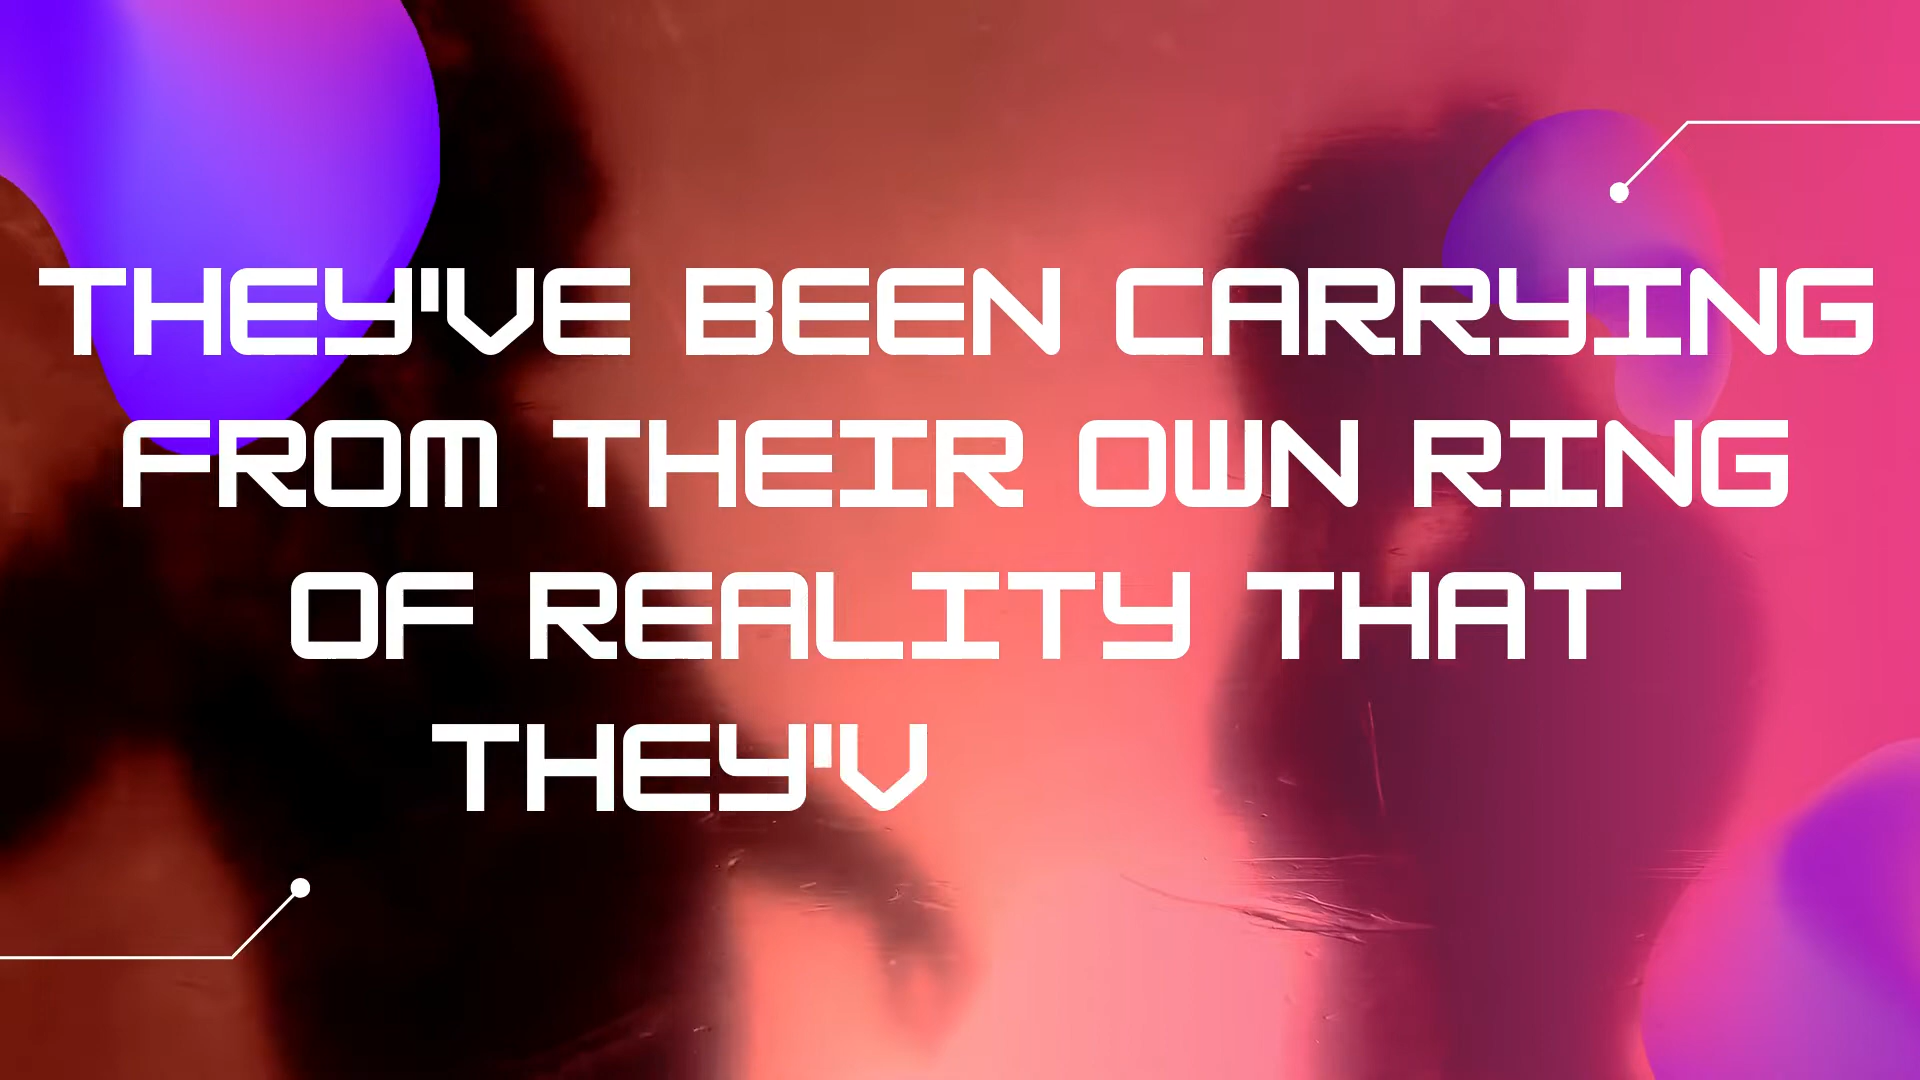 THEY'VE BEEN CARRYING
FROM THEIR OWN RING
OF REALITY THAT
THEY'V